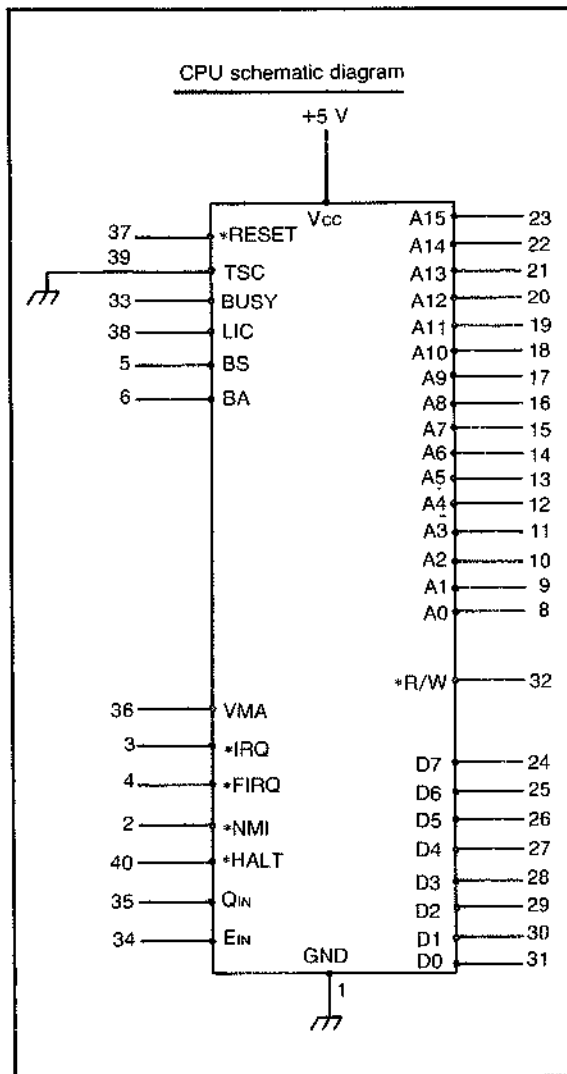 CPU schematic diagram
+5 V
Vcc
37 *RESET
39 TSC
33 BUSY
38 LIC
5 BS
6 BA
36 VMA
3 *IRQ
4 *FIRQ
2 *NMI
40 *HALT
35 QIN
34 EIN
A15 23
A14 22
A13 21
A12 20
A11 19
A10 18
A9 17
A8 16
A7 15
A6 14
A5 13
A4 12
A3 11
A2 10
A1 9
A0 8
*R/W 32
D7 24
D6 25
D5 26
D4 27
D3 28
D2 29
D1 30
D0 31
GND
1